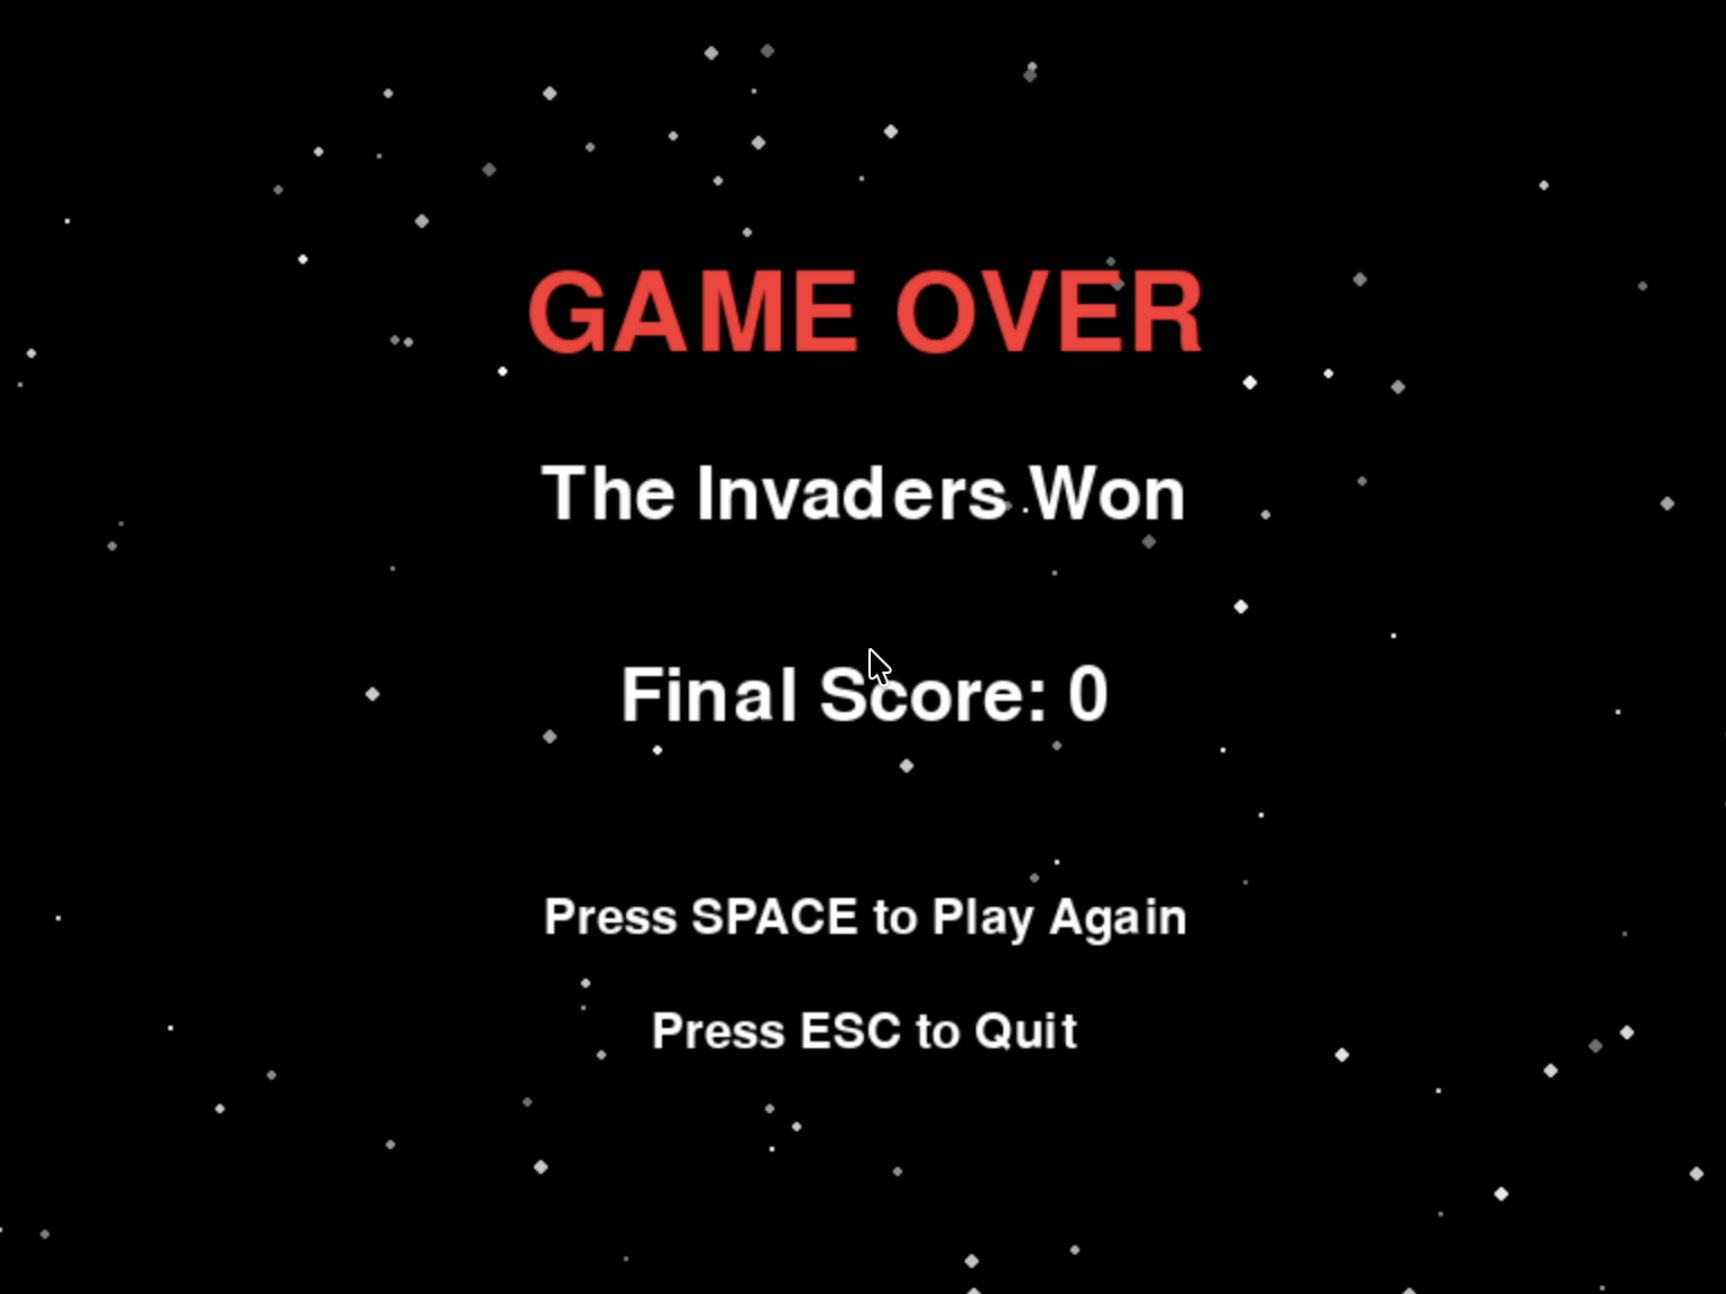 GAME OVER
The Invaders Won
Final Score: 0
Press SPACE to Play Again
Press ESC to Quit